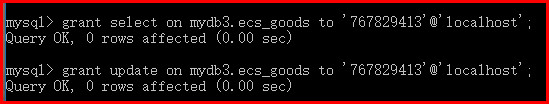 mysql> grant select on mydb3.ecs_goods to '767829413'@'localhost';
Query OK, 0 rows affected (0.00 sec)
mysql> grant update on mydb3.ecs_goods to '767829413'@'localhost';
Query OK, 0 rows affected (0.00 sec)